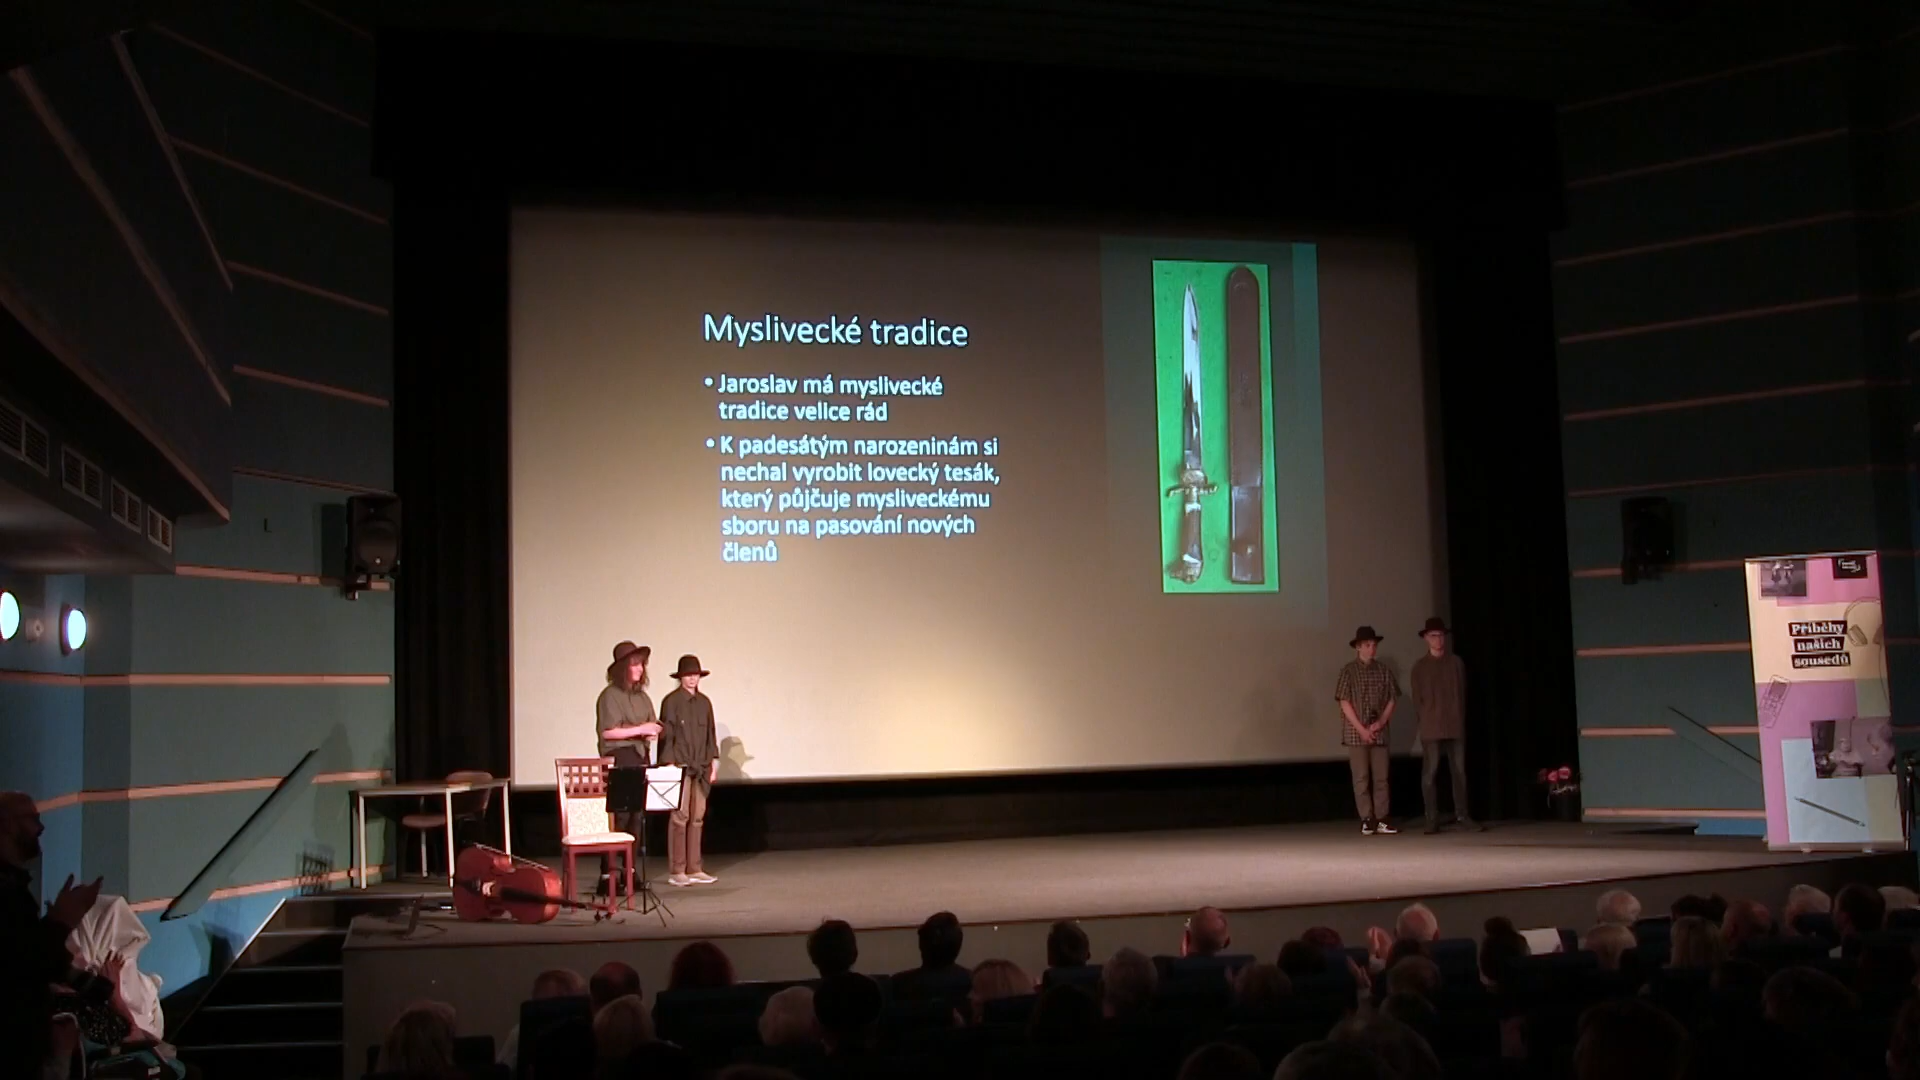 Myslivecké tradice
• Jaroslav má myslivecké
tradice velice rád
• K padesátým narozeninám si
nechal vyrobit lovecký tesák,
který půjčuje mysliveckému
sboru na pasování nových
členů
Příběhy
našich
sousedů